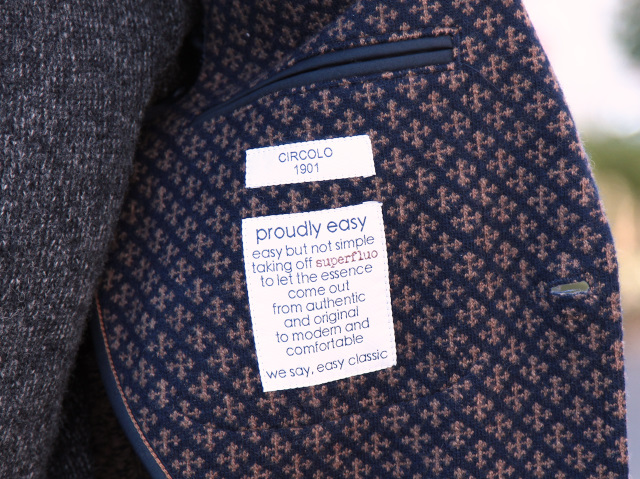 CIRCOLO
1901
proudly easy
easy but not simple
taking off superfluo
to let the essence
come out
from authentic
and original
to modern and
comfortable
we say, easy classic